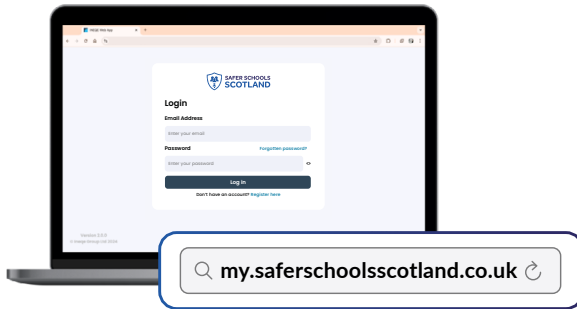 SAFER SCHOOLS
SCOTLAND
Login
Email Address
Enter your email
Password Forgotten password?
Enter your password
Log in
Don't have an account? Register here
my.saferschoolsscotland.co.uk